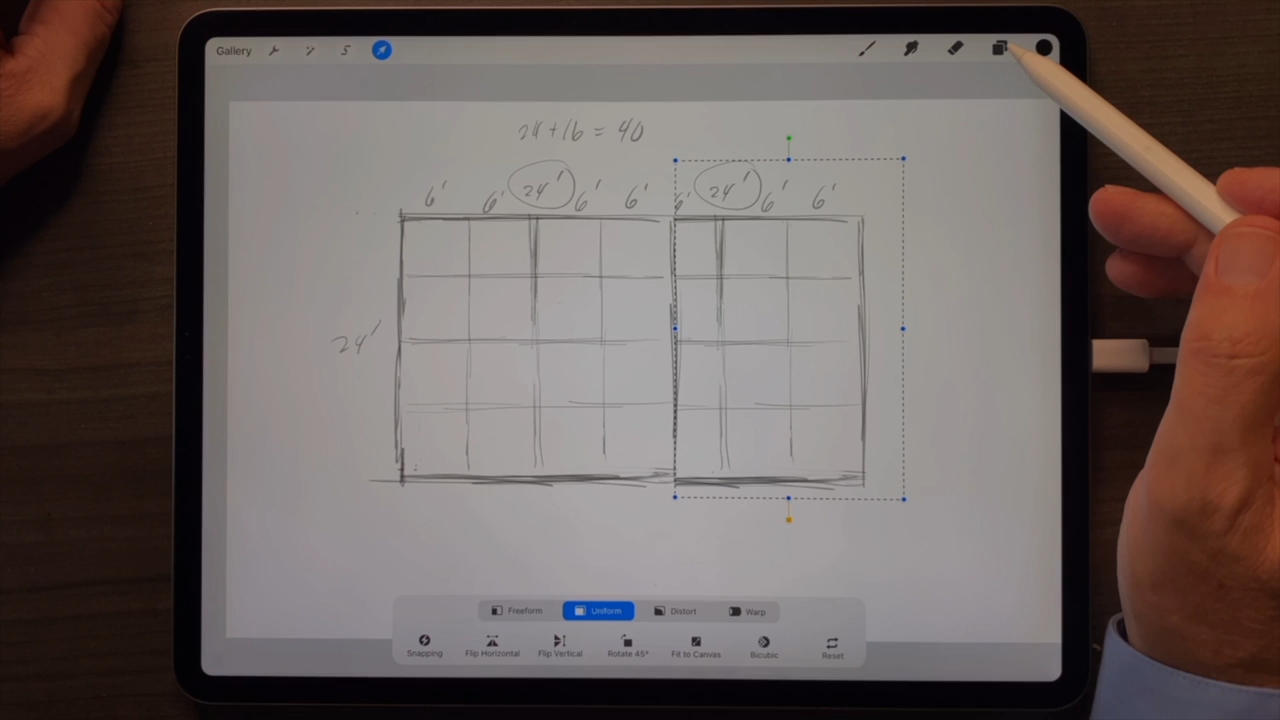 Gallery S
24+16 = 40
6' 6' 24' 6' 6' 6' 24' 6' 6'
24'
Freeform Uniform Distort Warp
Snapping Flip Horizontal Flip Vertical Rotate 45° Fit to Canvas Bicubic Reset